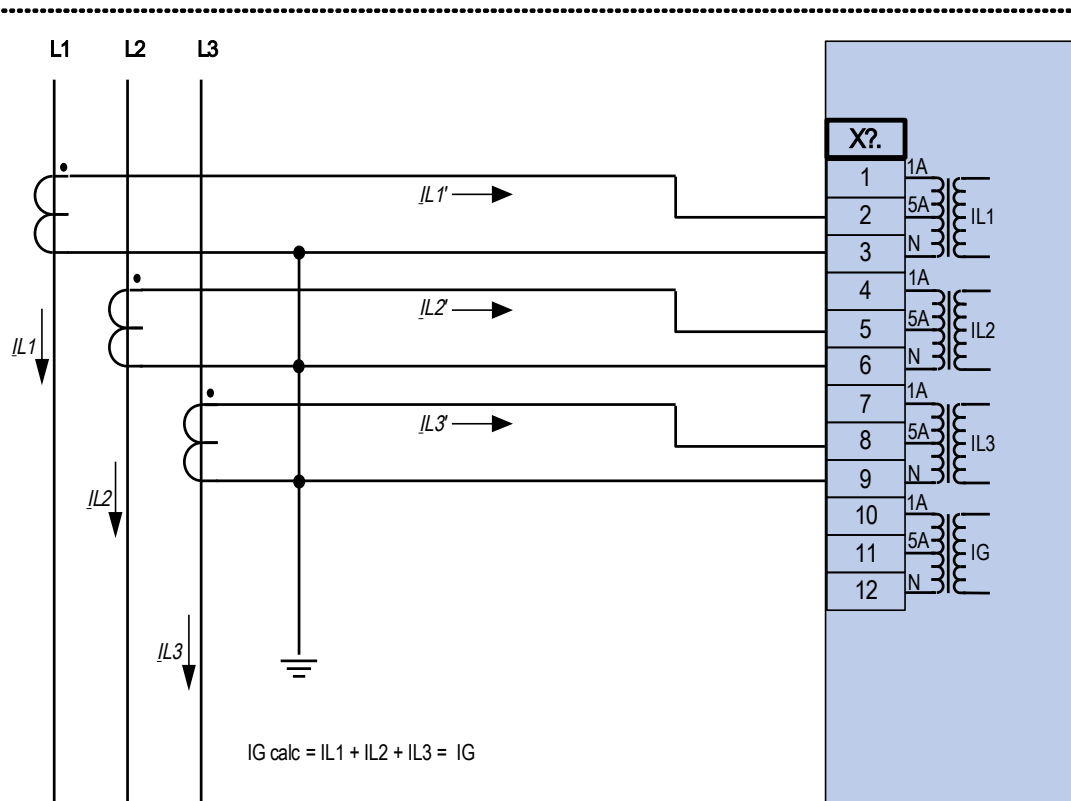 L1 L2 L3
X?.
1 1A
IL1'
2 5A IL1
3 N
4 1A
IL2'
5 5A IL2
IL1
6 N
7 1A
IL3'
8 5A IL3
9 N
IL2
10 1A
11 5A IG
12 N
IL3
IG calc = IL1 + IL2 + IL3 = IG